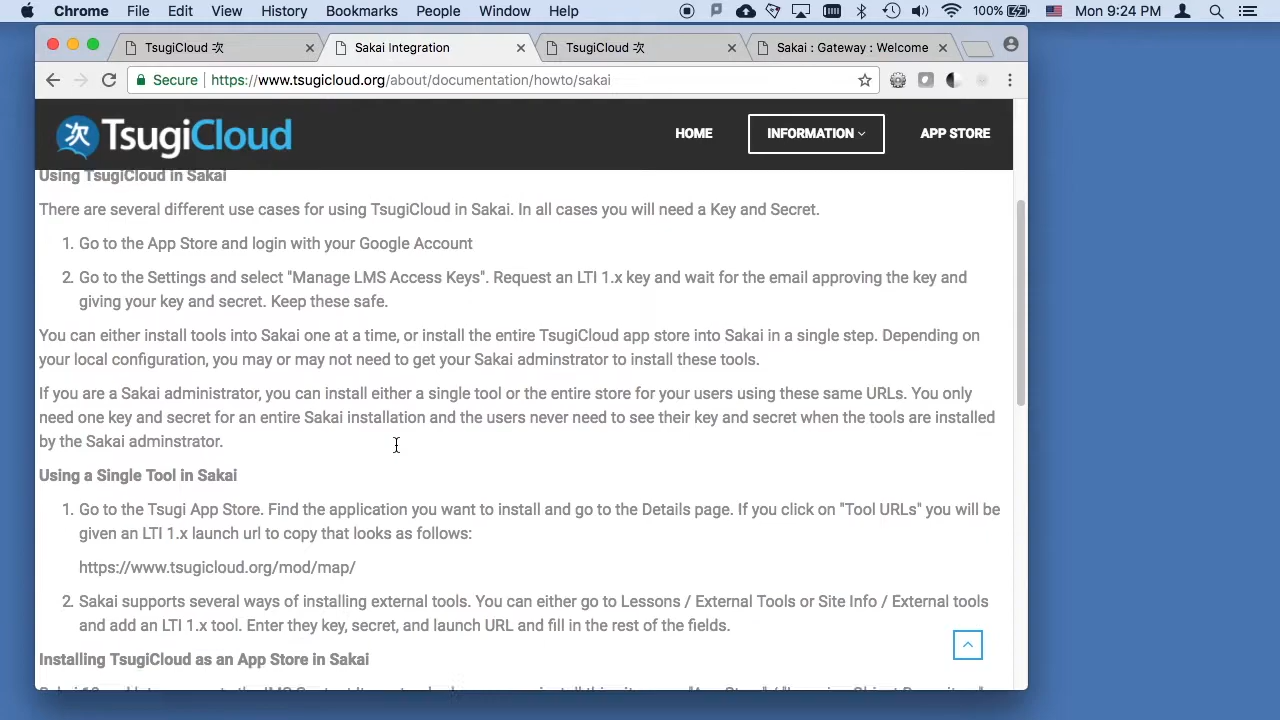 Chrome File Edit View History Bookmarks People Window Help 100% Mon 9:24 PM
TsugiCloud 次 Sakai Integration TsugiCloud 次 Sakai : Gateway : Welcome
Secure https://www.tsugicloud.org/about/documentation/howto/sakai
次 TsugiCloud HOME INFORMATION APP STORE
Using TsugiCloud in Sakai
There are several different use cases for using TsugiCloud in Sakai. In all cases you will need a Key and Secret.
1. Go to the App Store and login with your Google Account
2. Go to the Settings and select "Manage LMS Access Keys". Request an LTI 1.x key and wait for the email approving the key and
giving your key and secret. Keep these safe.
You can either install tools into Sakai one at a time, or install the entire TsugiCloud app store into Sakai in a single step. Depending on
your local configuration, you may or may not need to get your Sakai adminstrator to install these tools.
If you are a Sakai administrator, you can install either a single tool or the entire store for your users using these same URLs. You only
need one key and secret for an entire Sakai installation and the users never need to see their key and secret when the tools are installed
by the Sakai adminstrator.
Using a Single Tool in Sakai
1. Go to the Tsugi App Store. Find the application you want to install and go to the Details page. If you click on "Tool URLs" you will be
given an LTI 1.x launch url to copy that looks as follows:
https://www.tsugicloud.org/mod/map/
2. Sakai supports several ways of installing external tools. You can either go to Lessons / External Tools or Site Info / External tools
and add an LTI 1.x tool. Enter they key, secret, and launch URL and fill in the rest of the fields.
Installing TsugiCloud as an App Store in Sakai